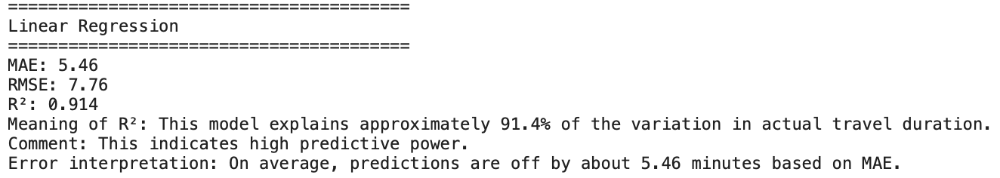 ========================================
Linear Regression
========================================
MAE: 5.46
RMSE: 7.76
R²: 0.914
Meaning of R²: This model explains approximately 91.4% of the variation in actual travel duration.
Comment: This indicates high predictive power.
Error interpretation: On average, predictions are off by about 5.46 minutes based on MAE.